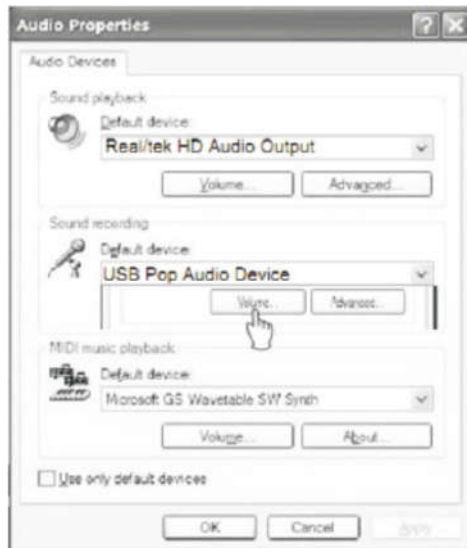 Audio Properties
Audio Devices
Sound playback
Default device:
Real/tek HD Audio Output
Volume... Advanced...
Sound recording
Default device:
USB Pop Audio Device
Volume... Advanced...
MIDI music playback
Default device:
Microsoft GS Wavetable SW Synth
Volume... About...
Use only default devices
OK Cancel Apply